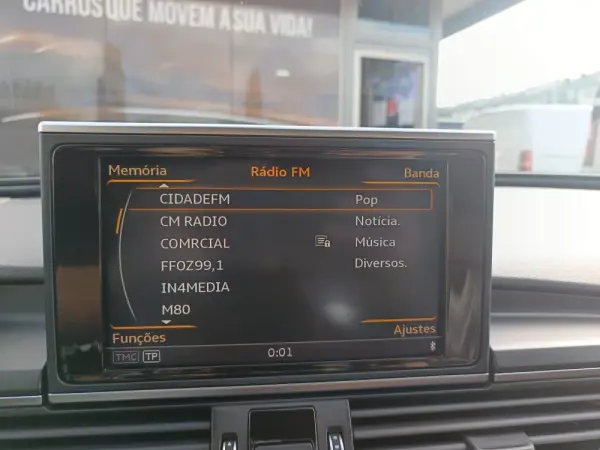 CARROS QUE MOVEM A SUA VIDA!
Memória Rádio FM Banda
CIDADEFM Pop
CM RADIO Notícia.
COMRCIAL Música
FFOZ99,1 Diversos.
IN4MEDIA
M80
Funções Ajustes
TMC TP 0:01